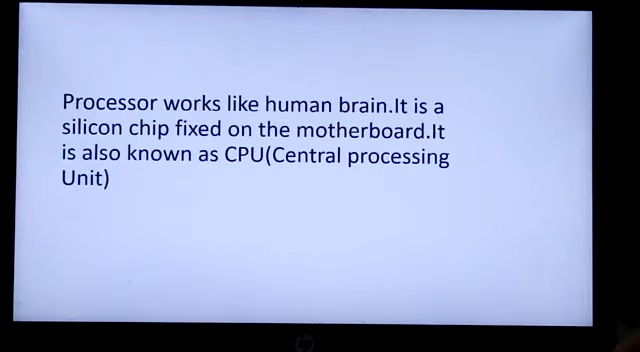 Processor works like human brain.It is a
silicon chip fixed on the motherboard.It
is also known as CPU(Central processing
Unit)